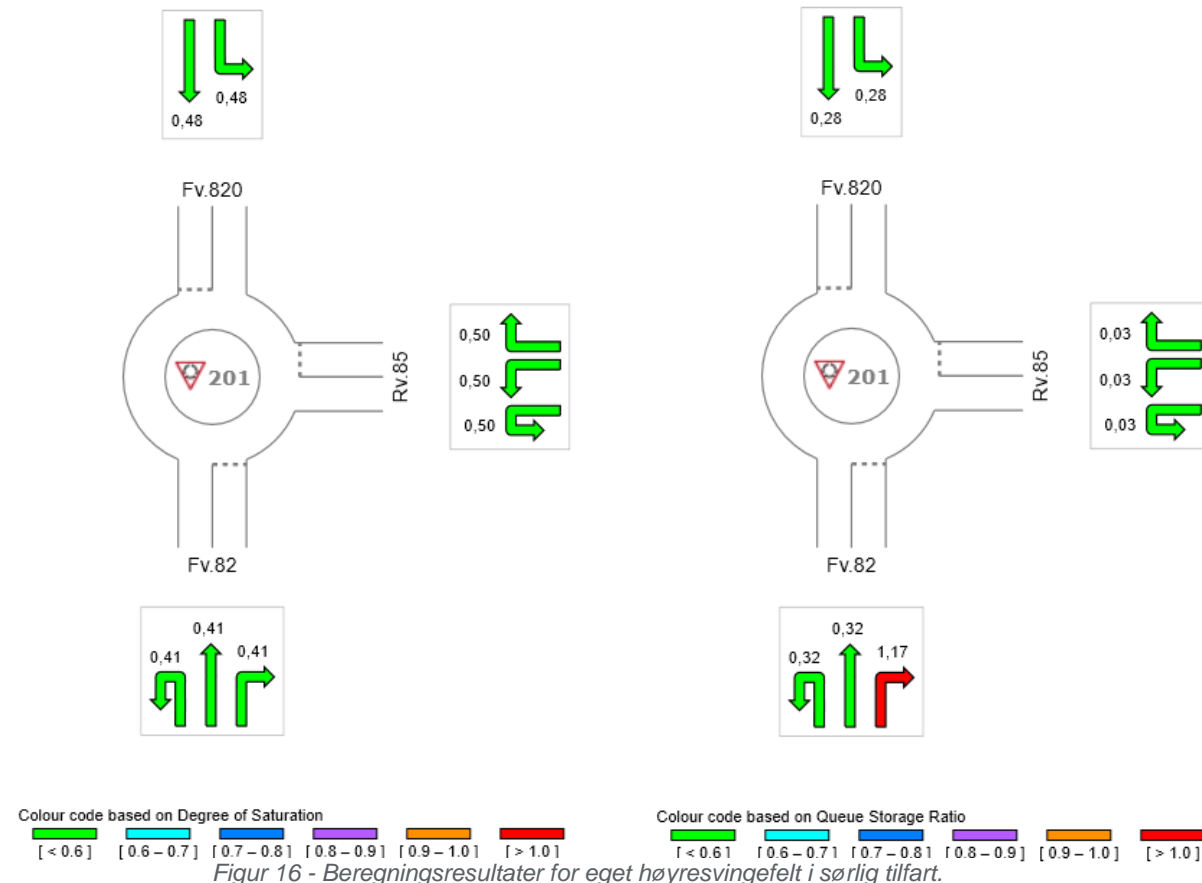 0,48
0,48
Fv.820
201
0,50
0,50
0,50
Rv.85
Fv.82
0,41
0,41
0,41
Colour code based on Degree of Saturation
[ < 0.6 ] [ 0.6 – 0.7 ] [ 0.7 – 0.8 ] [ 0.8 – 0.9 ] [ 0.9 – 1.0 ] [ > 1.0 ]
0,28
0,28
Fv.820
201
0,03
0,03
0,03
Rv.85
Fv.82
0,32
0,32
1,17
Colour code based on Queue Storage Ratio
[ < 0.6 ] [ 0.6 – 0.7 ] [ 0.7 – 0.8 ] [ 0.8 – 0.9 ] [ 0.9 – 1.0 ] [ > 1.0 ]
Figur 16 - Beregningsresultater for eget høyresvingefelt i sørlig tilfart.